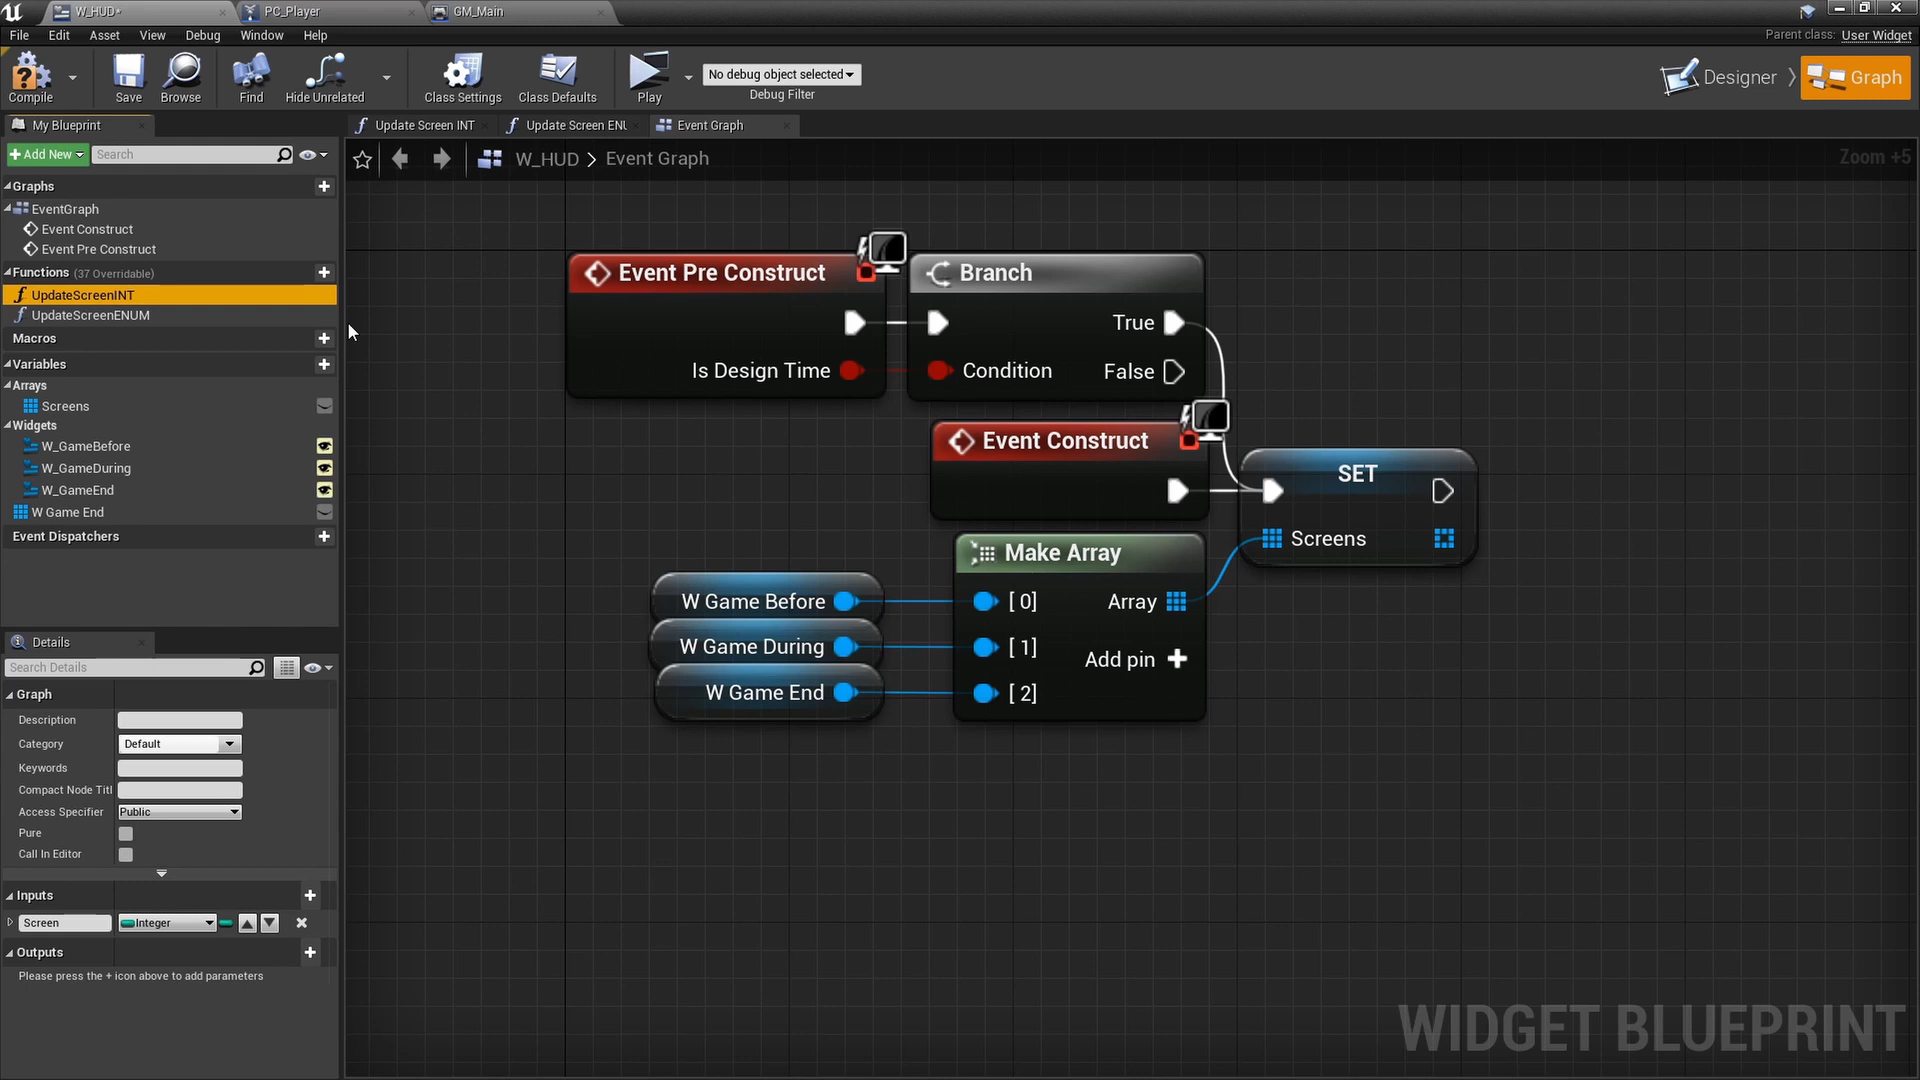 W_HUD*
PC_Player
GM_Main
File Edit Asset View Debug Window Help
Parent class: User Widget
Compile
Save
Browse
Find
Hide Unrelated
Class Settings
Class Defaults
Play
No debug object selected
Debug Filter
Designer
Graph
My Blueprint
Update Screen INT
Update Screen ENU
Event Graph
Add New
Search
W_HUD > Event Graph
Zoom +5
Graphs
EventGraph
Event Construct
Event Pre Construct
Functions (37 Overridable)
UpdateScreenINT
UpdateScreenENUM
Macros
Variables
Arrays
Screens
Widgets
W_GameBefore
W_GameDuring
W_GameEnd
W Game End
Event Dispatchers
Event Pre Construct
Is Design Time
Branch
True
Condition
False
Event Construct
SET
Screens
Make Array
[ 0]
Array
[ 1]
Add pin
[ 2]
W Game Before
W Game During
W Game End
Details
Search Details
Graph
Description
Category
Default
Keywords
Compact Node Titl
Access Specifier
Public
Pure
Call In Editor
Inputs
Screen
Integer
Outputs
Please press the + icon above to add parameters
WIDGET BLUEPRINT